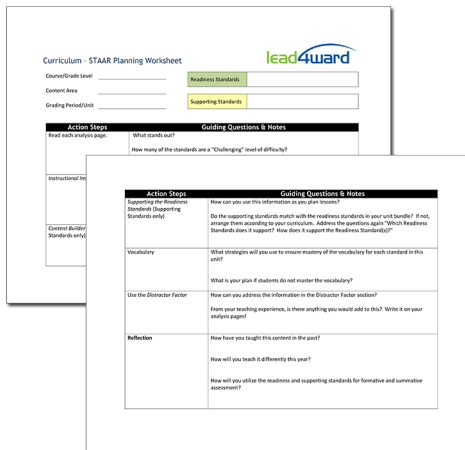 lead4ward
Curriculum – STAAR Planning Worksheet
Course/Grade Level
Readiness Standards
Content Area
Supporting Standards
Grading Period/Unit
Action Steps Guiding Questions & Notes
Read each analysis page. What stands out?
How many of the standards are a "Challenging" level of difficulty?
Instructional
Content Builder
Standards only)
Action Steps Guiding Questions & Notes
Supporting the Readiness How can you use this information as you plan lessons?
Standards (Supporting
Standards only) Do the supporting standards match with the readiness standards in your unit bundle? If not,
arrange them according to your curriculum. Address the questions again "Which Readiness
Standards does it support? How does it support the Readiness Standard(s)?"
Vocabulary What strategies will you use to ensure mastery of the vocabulary for each standard in this
unit?
What is your plan if students do not master the vocabulary?
Use the Distractor Factor How can you address the information in the Distractor Factor section?
From your teaching experience, is there anything you would add to this? Write it on your
analysis pages!
Reflection How have you taught this content in the past?
How will you teach it differently this year?
How will you utilize the readiness and supporting standards for formative and summative
assessment?